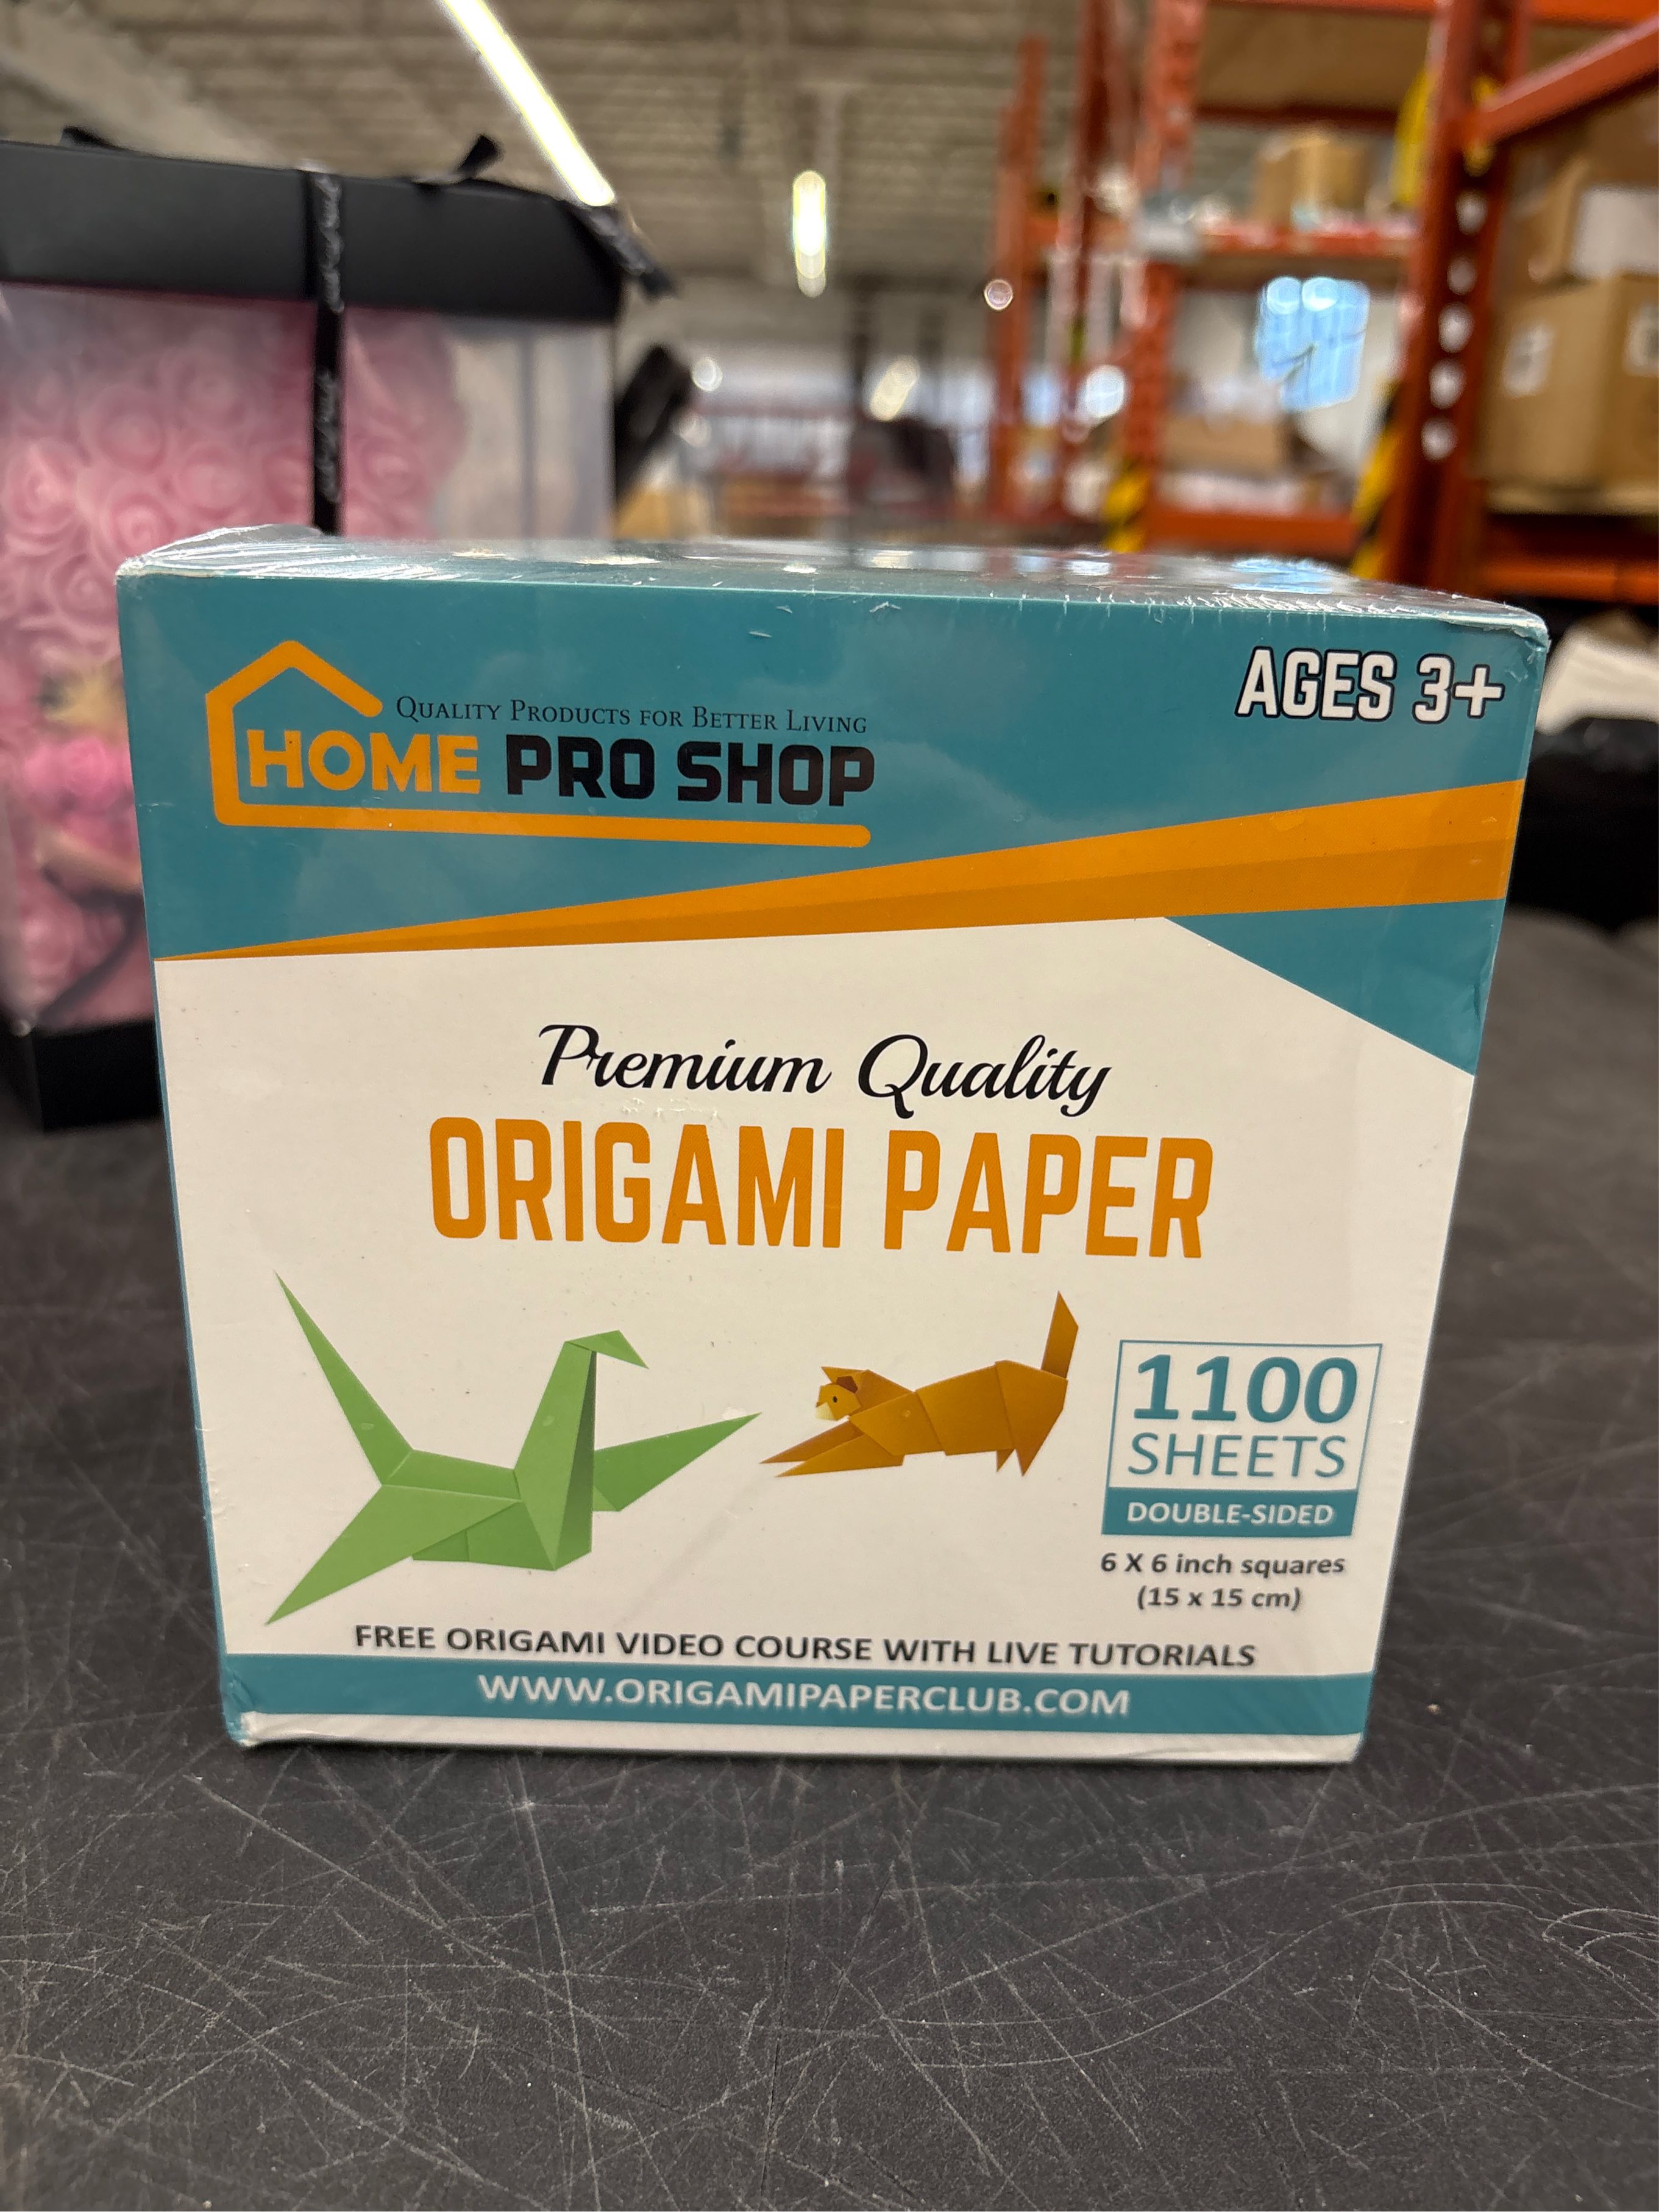 QUALITY PRODUCTS FOR BETTER LIVING
HOME PRO SHOP
AGES 3+
Premium Quality
ORIGAMI PAPER
1100
SHEETS
DOUBLE-SIDED
6 X 6 inch squares
(15 x 15 cm)
FREE ORIGAMI VIDEO COURSE WITH LIVE TUTORIALS
WWW.ORIGAMIPAPERCLUB.COM